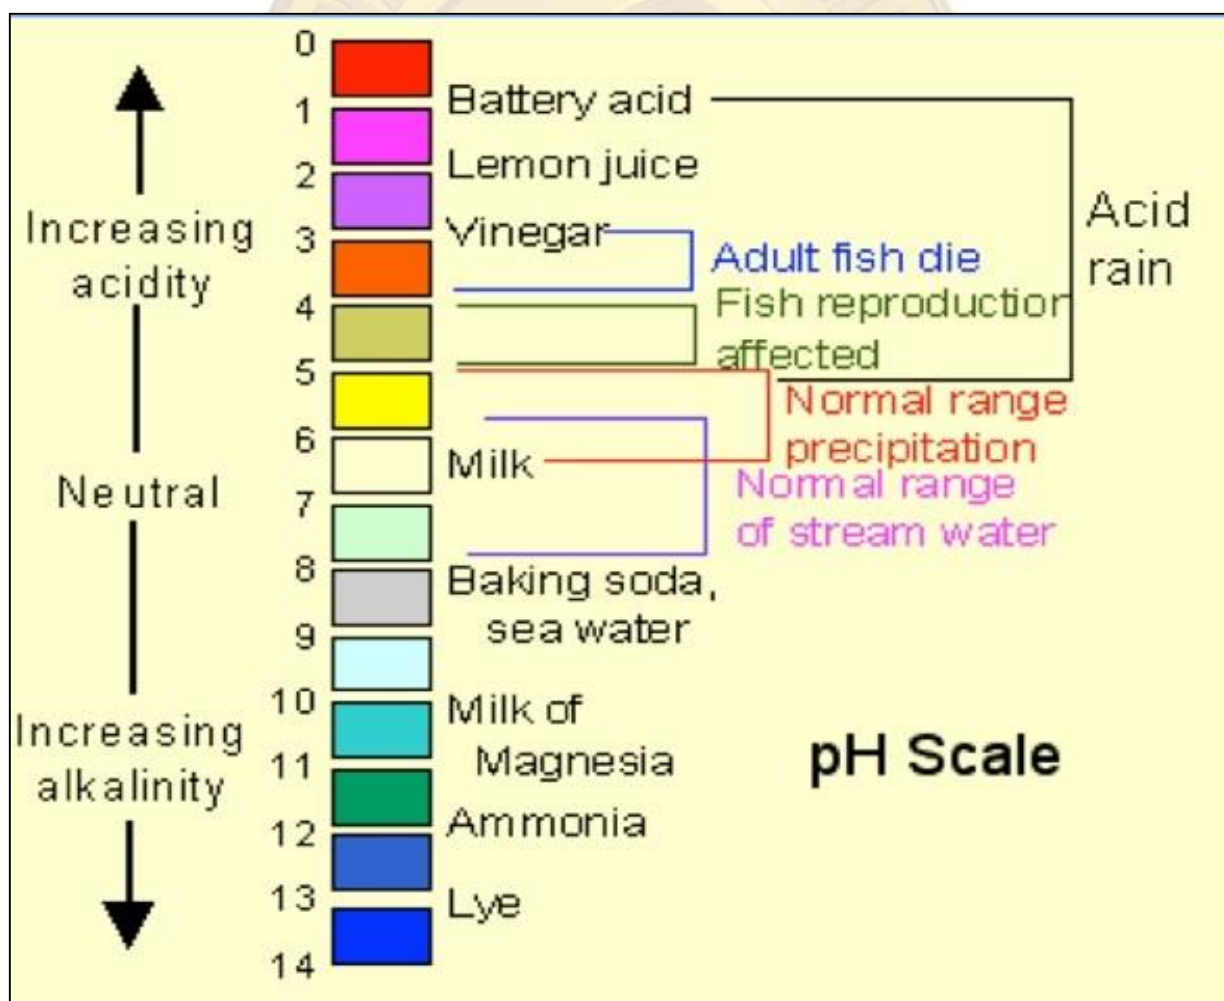 0
1
2
3
4
5
6
7
8
9
10
11
12
13
14
Increasing
acidity
Neutral
Increasing
alkalinity
Battery acid
Lemon juice
Vinegar
Milk
Baking soda,
sea water
Milk of
Magnesia
Ammonia
Lye
Adult fish die
Fish reproduction
affected
Normal range
precipitation
Normal range
of stream water
Acid
rain
pH Scale